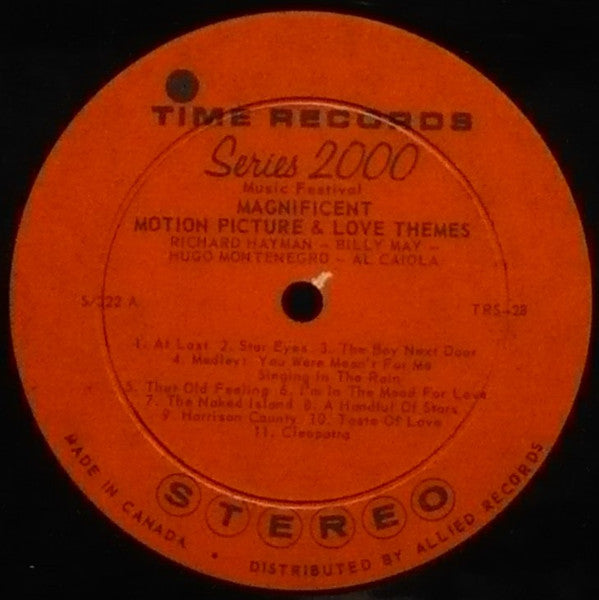 TIME RECORDS
Series 2000
Music Festival
MAGNIFICENT
MOTION PICTURE & LOVE THEMES
RICHARD HAYMAN - BILLY MAY -
HUGO MONTENEGRO - AL CAIOLA
S/322 A
TRS-28
1. At Last 2. Star Eyes 3. The Boy Next Door
4. Medley: You Were Mean't For Me
Singing In The Rain
5. That Old Feeling 6. I'm In The Mood For Love
7. The Naked Island 8. A Handful Of Stars
9. Harrison County 10. Taste Of Love
11. Cleopatra
STEREO
MADE IN CANADA • DISTRIBUTED BY ALLIED RECORDS